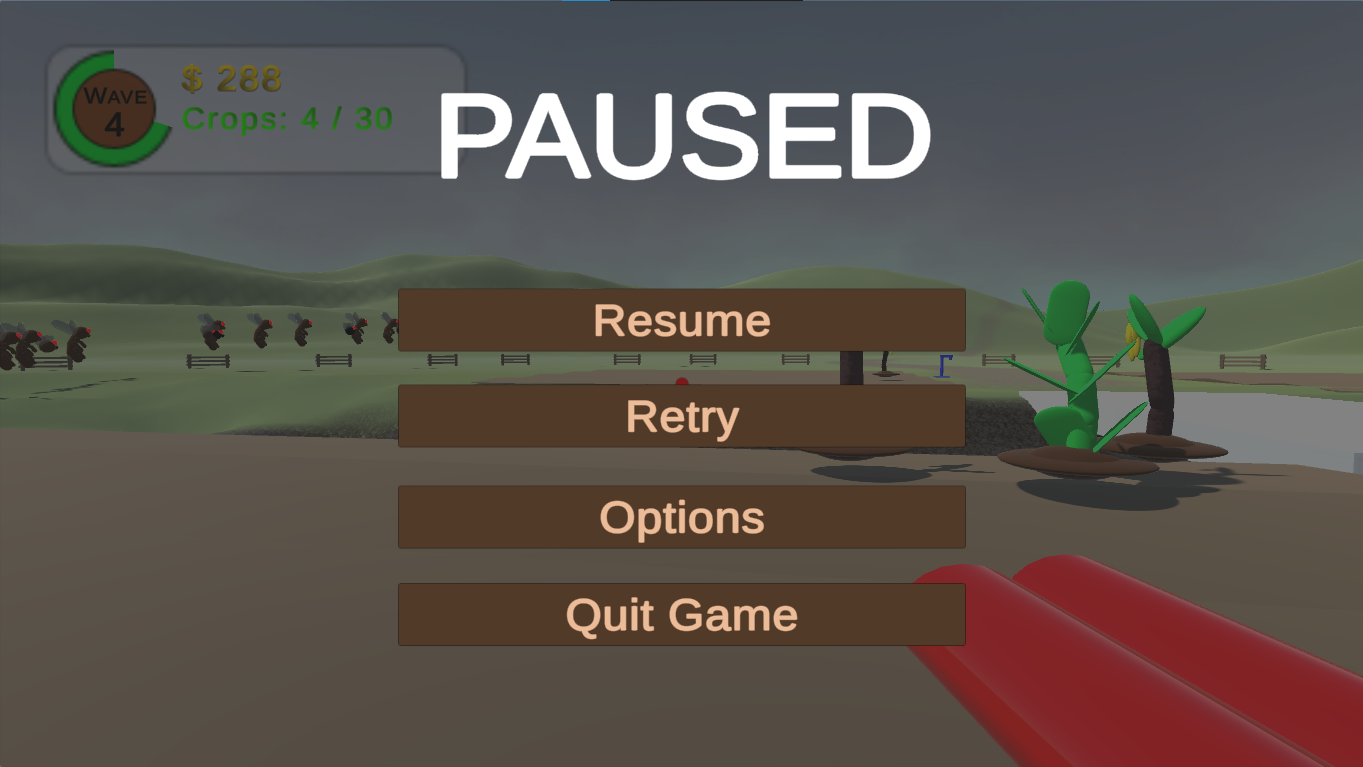 WAVE
4
$ 288
Crops: 4 / 30
PAUSED
Resume
Retry
Options
Quit Game